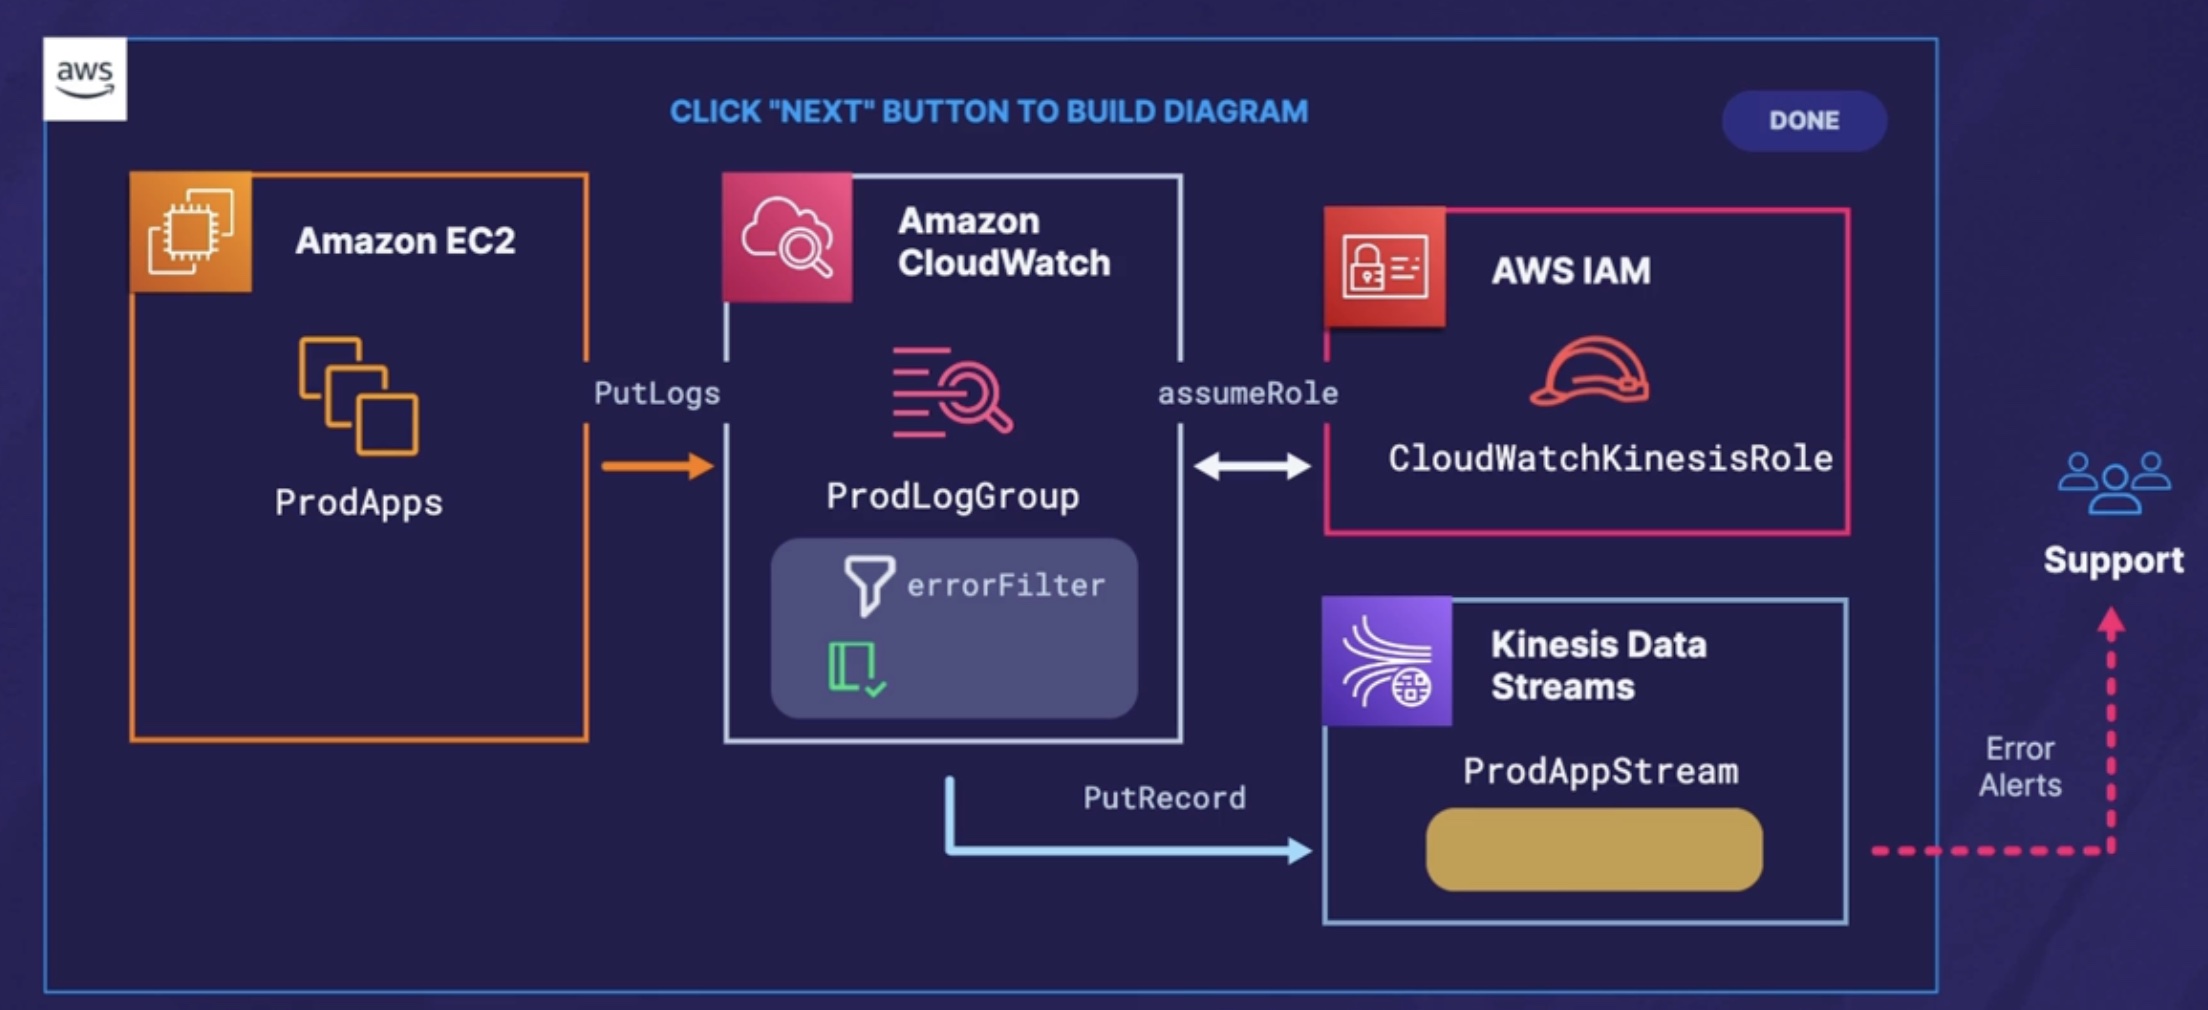 aws
CLICK "NEXT" BUTTON TO BUILD DIAGRAM
DONE
Amazon EC2
ProdApps
PutLogs
Amazon
CloudWatch
ProdLogGroup
errorFilter
assumeRole
AWS IAM
CloudWatchKinesisRole
PutRecord
Kinesis Data
Streams
ProdAppStream
Error
Alerts
Support